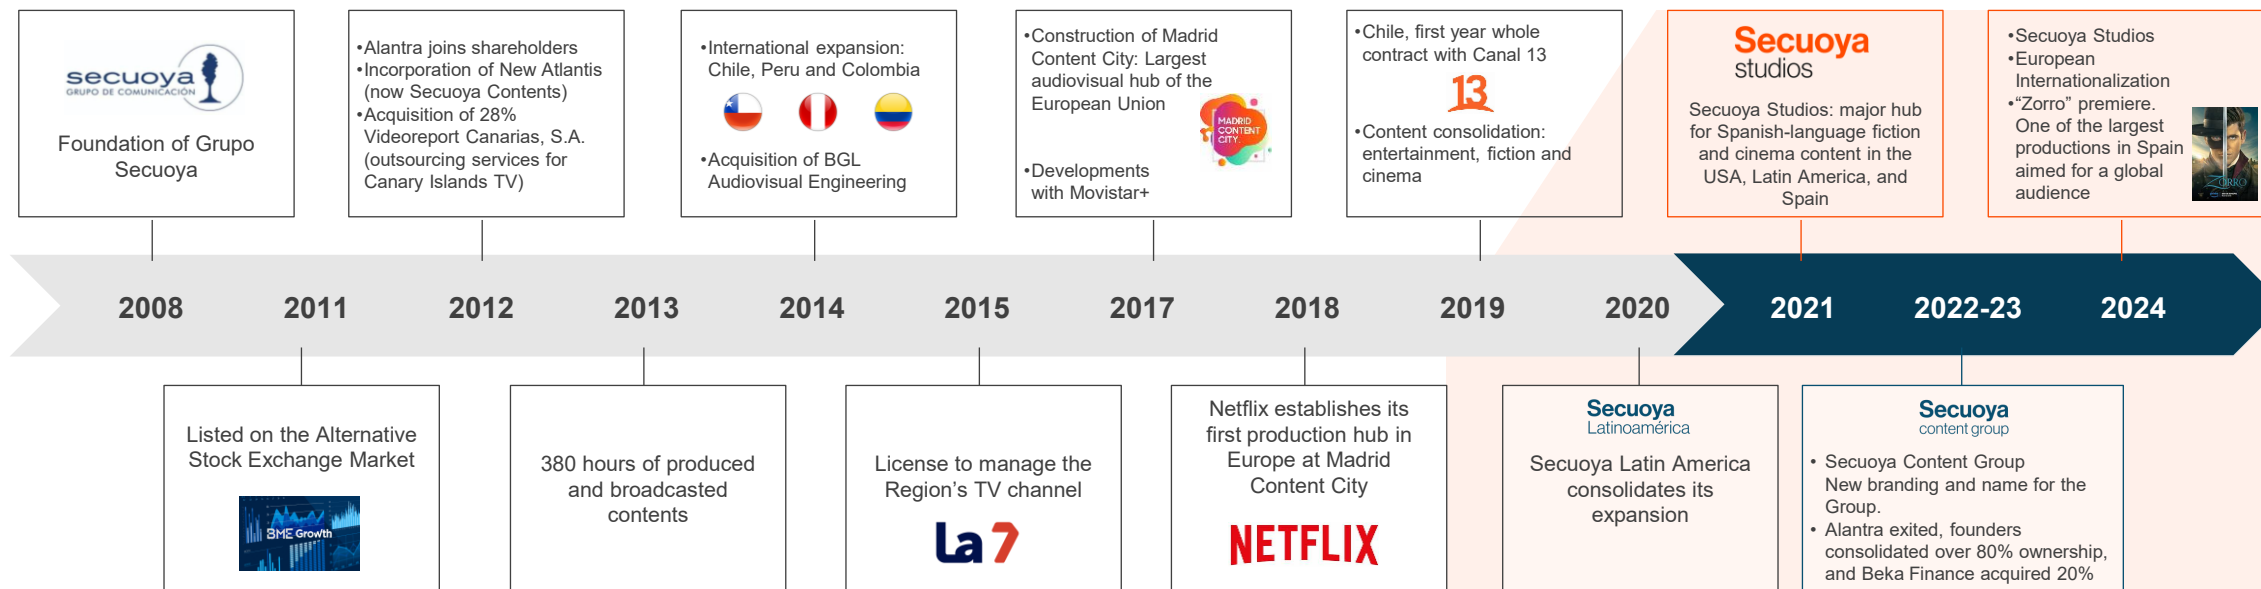 secuoya
GRUPO DE COMUNICACIÓN
Foundation of Grupo
Secuoya
•Alantra joins shareholders
•Incorporation of New Atlantis
(now Secuoya Contents)
•Acquisition of 28%
Videoreport Canarias, S.A.
(outsourcing services for
Canary Islands TV)
•International expansion:
Chile, Peru and Colombia
•Acquisition of BGL
Audiovisual Engineering
•Construction of Madrid
Content City: Largest
audiovisual hub of the
European Union
MADRID
CONTENT
CITY.
•Developments
with Movistar+
•Chile, first year whole
contract with Canal 13
13
•Content consolidation:
entertainment, fiction and
cinema
Secuoya
studios
Secuoya Studios: major hub
for Spanish-language fiction
and cinema content in the
USA, Latin America, and
Spain
•Secuoya Studios
•European
Internationalization
•“Zorro” premiere.
One of the largest
productions in Spain
aimed for a global
audience
ZORRO
2008
2011
2012
2013
2014
2015
2017
2018
2019
2020
2021
2022-23
2024
Listed on the Alternative
Stock Exchange Market
BME Growth
380 hours of produced
and broadcasted
contents
License to manage the
Region’s TV channel
La 7
Netflix establishes its
first production hub in
Europe at Madrid
Content City
NETFLIX
Secuoya
Latinoamérica
Secuoya Latin America
consolidates its
expansion
Secuoya
content group
• Secuoya Content Group
New branding and name for the
Group.
• Alantra exited, founders
consolidated over 80% ownership,
and Beka Finance acquired 20%